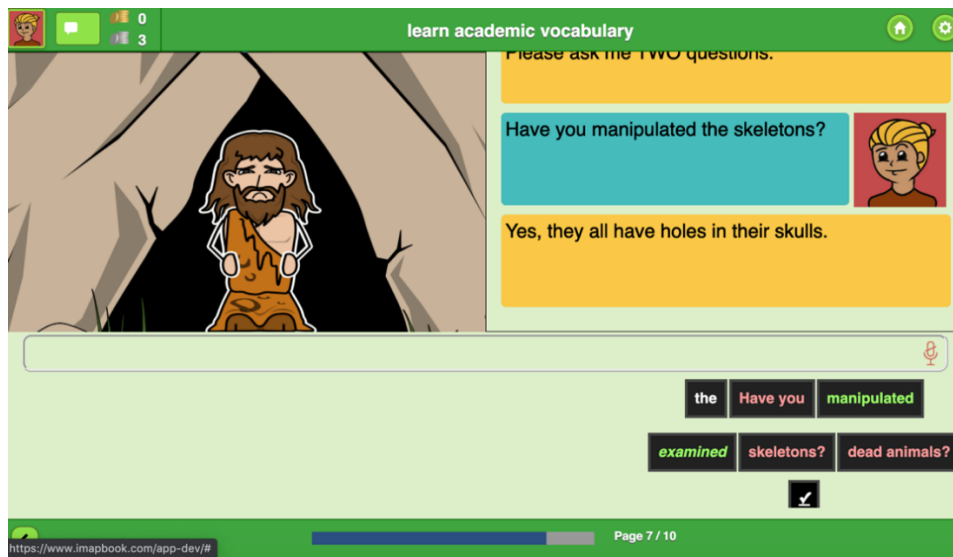 0
3
learn academic vocabulary
Please ask me TWO questions.
Have you manipulated the skeletons?
Yes, they all have holes in their skulls.
the Have you manipulated
examined skeletons? dead animals?
Page 7 / 10
https://www.imapbook.com/app-dev/#